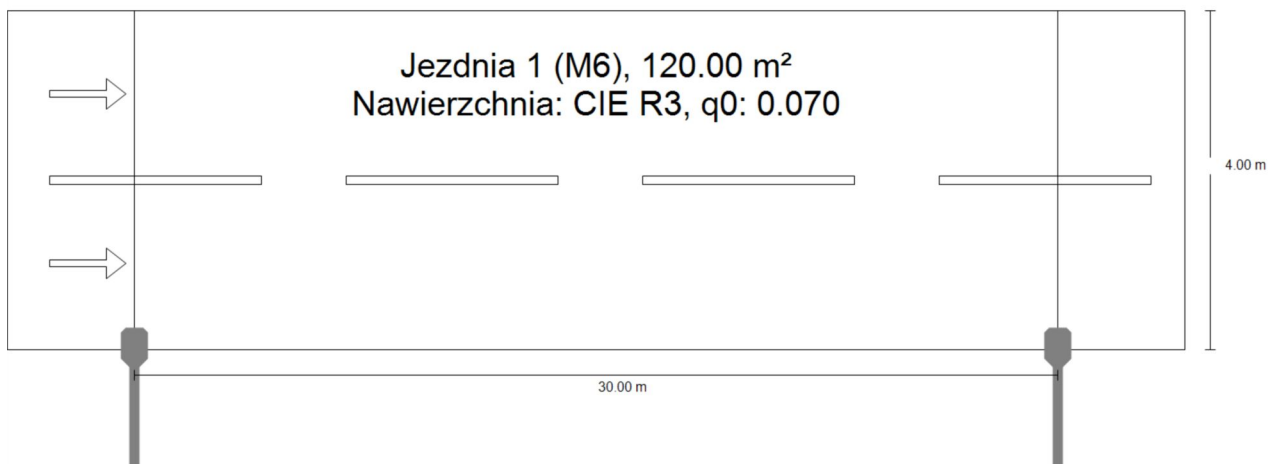 Jezdnia 1 (M6), 120.00 m²
Nawierzchnia: CIE R3, q0: 0.070
4.00 m
30.00 m